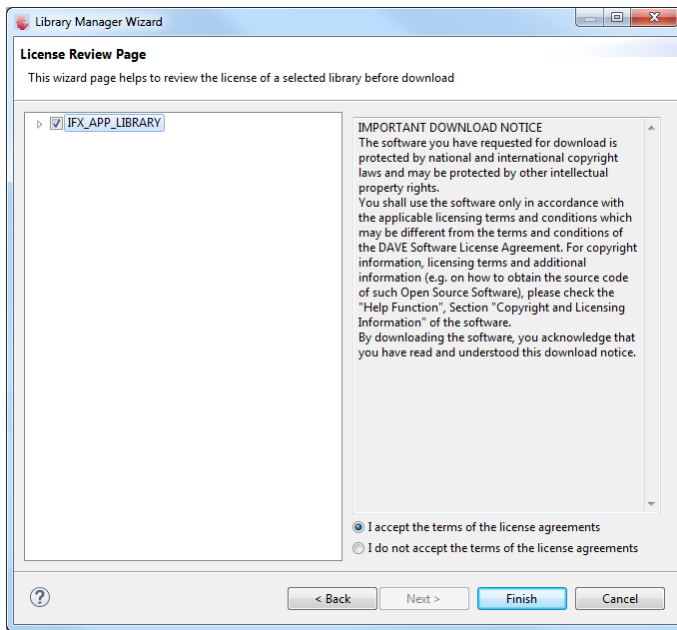 Library Manager Wizard
License Review Page
This wizard page helps to review the license of a selected library before download
IFX_APP_LIBRARY
IMPORTANT DOWNLOAD NOTICE
The software you have requested for download is
protected by national and international copyright
laws and may be protected by other intellectual
property rights.
You shall use the software only in accordance with
the applicable licensing terms and conditions which
may be different from the terms and conditions of
the DAVE Software License Agreement. For copyright
information, licensing terms and additional
information (e.g. on how to obtain the source code
of such Open Source Software), please check the
"Help Function", Section "Copyright and Licensing
Information" of the software.
By downloading the software, you acknowledge that
you have read and understood this download notice.
I accept the terms of the license agreements
I do not accept the terms of the license agreements
< Back Next > Finish Cancel